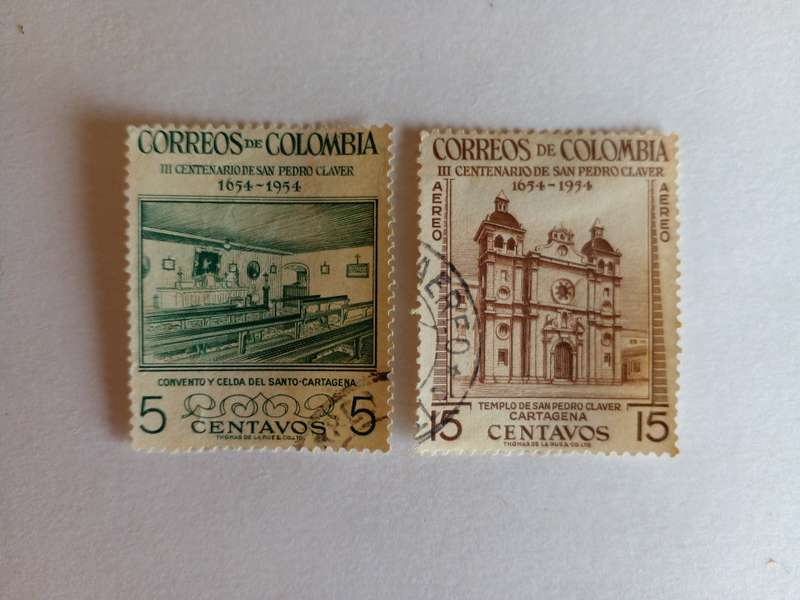 CORREOS DE COLOMBIA
III CENTENARIO DE SAN PEDRO CLAVER
1654-1954
CONVENTO Y CELDA DEL SANTO-CARTAGENA
5 CENTAVOS 5
THOMAS DE LA RUE & CO. LTD.
CORREOS DE COLOMBIA
III CENTENARIO DE SAN PEDRO CLAVER
1654-1954
AEREO
AEREO
AEREO
TEMPLO DE SAN PEDRO CLAVER
CARTAGENA
15 CENTAVOS 15
THOMAS DE LA RUE & CO. LTD.